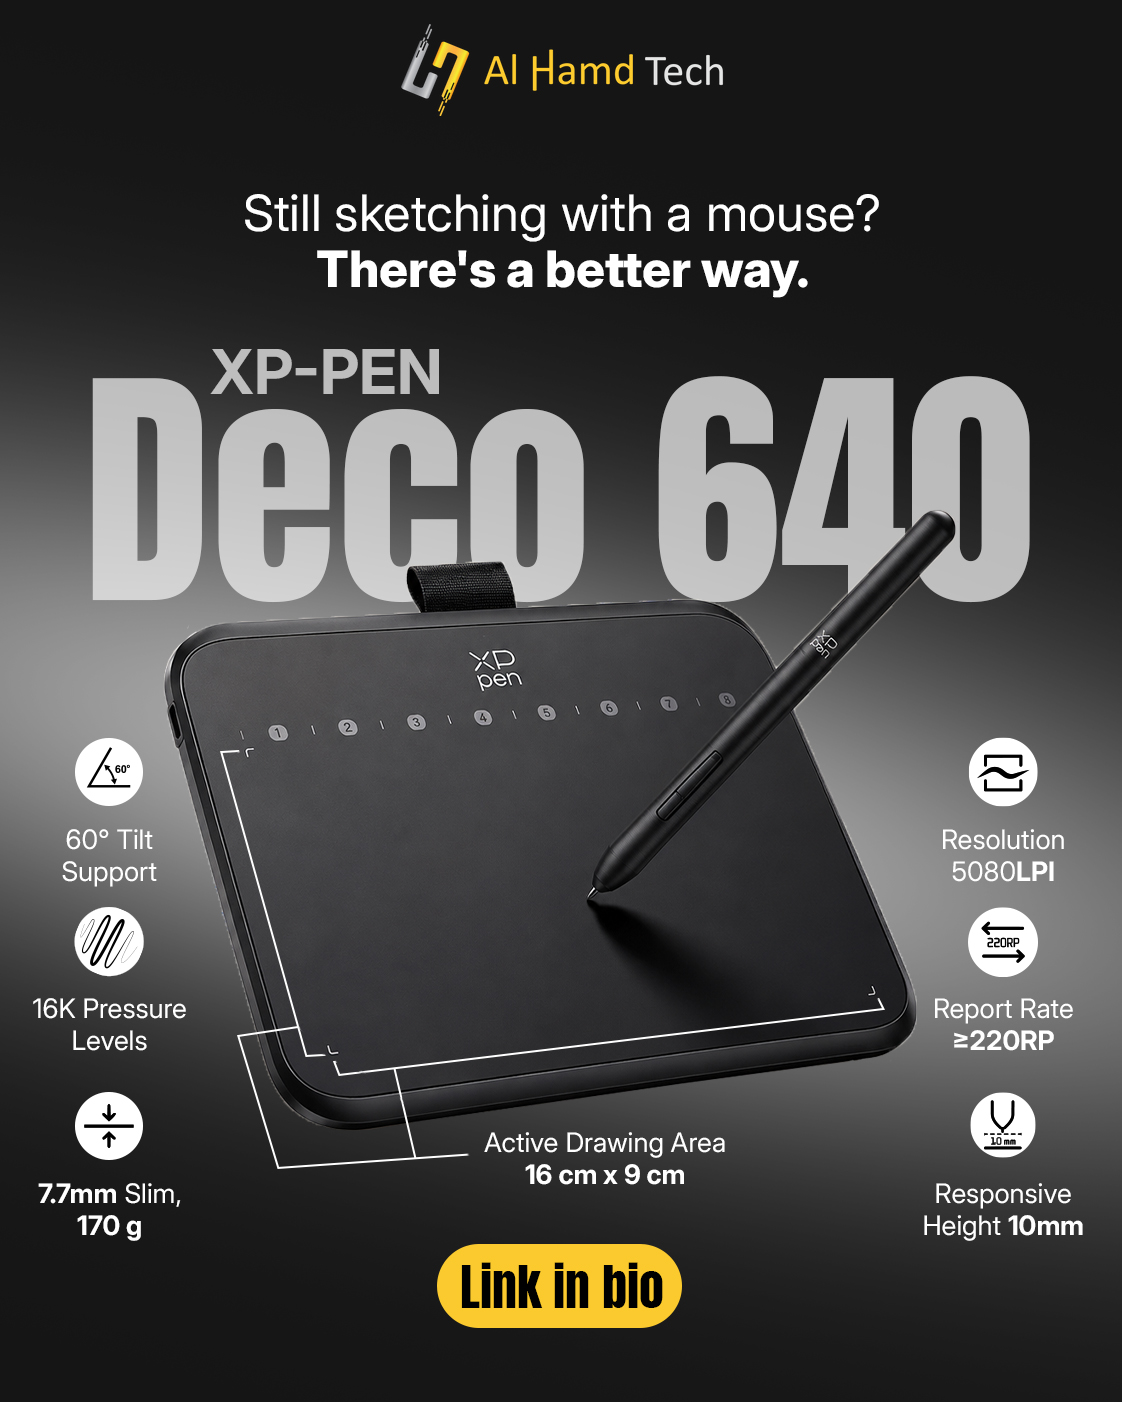 Al Hamd Tech
Still sketching with a mouse?
There's a better way.
XP-PEN
Deco 640
XP
pen
1 2 3 4 5 6 7 8
XP
pen
60°
60° Tilt
Support
16K Pressure
Levels
7.7mm Slim,
170 g
Resolution
5080LPI
220RP
Report Rate
≥220RP
10 mm
Responsive
Height 10mm
Active Drawing Area
16 cm x 9 cm
Link in bio